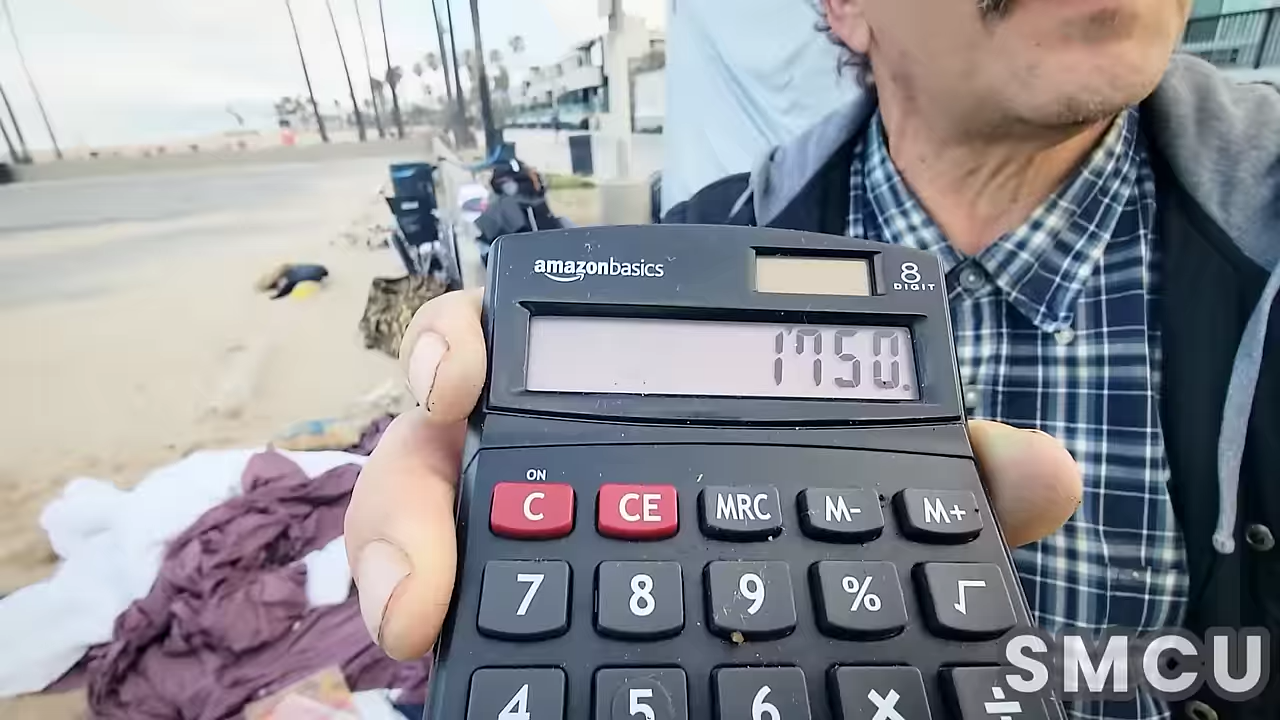 amazonbasics
8
DIGIT
1750.
ON
C CE MRC M- M+
7 8 9 % √
4 5 6 × ÷
SMCU